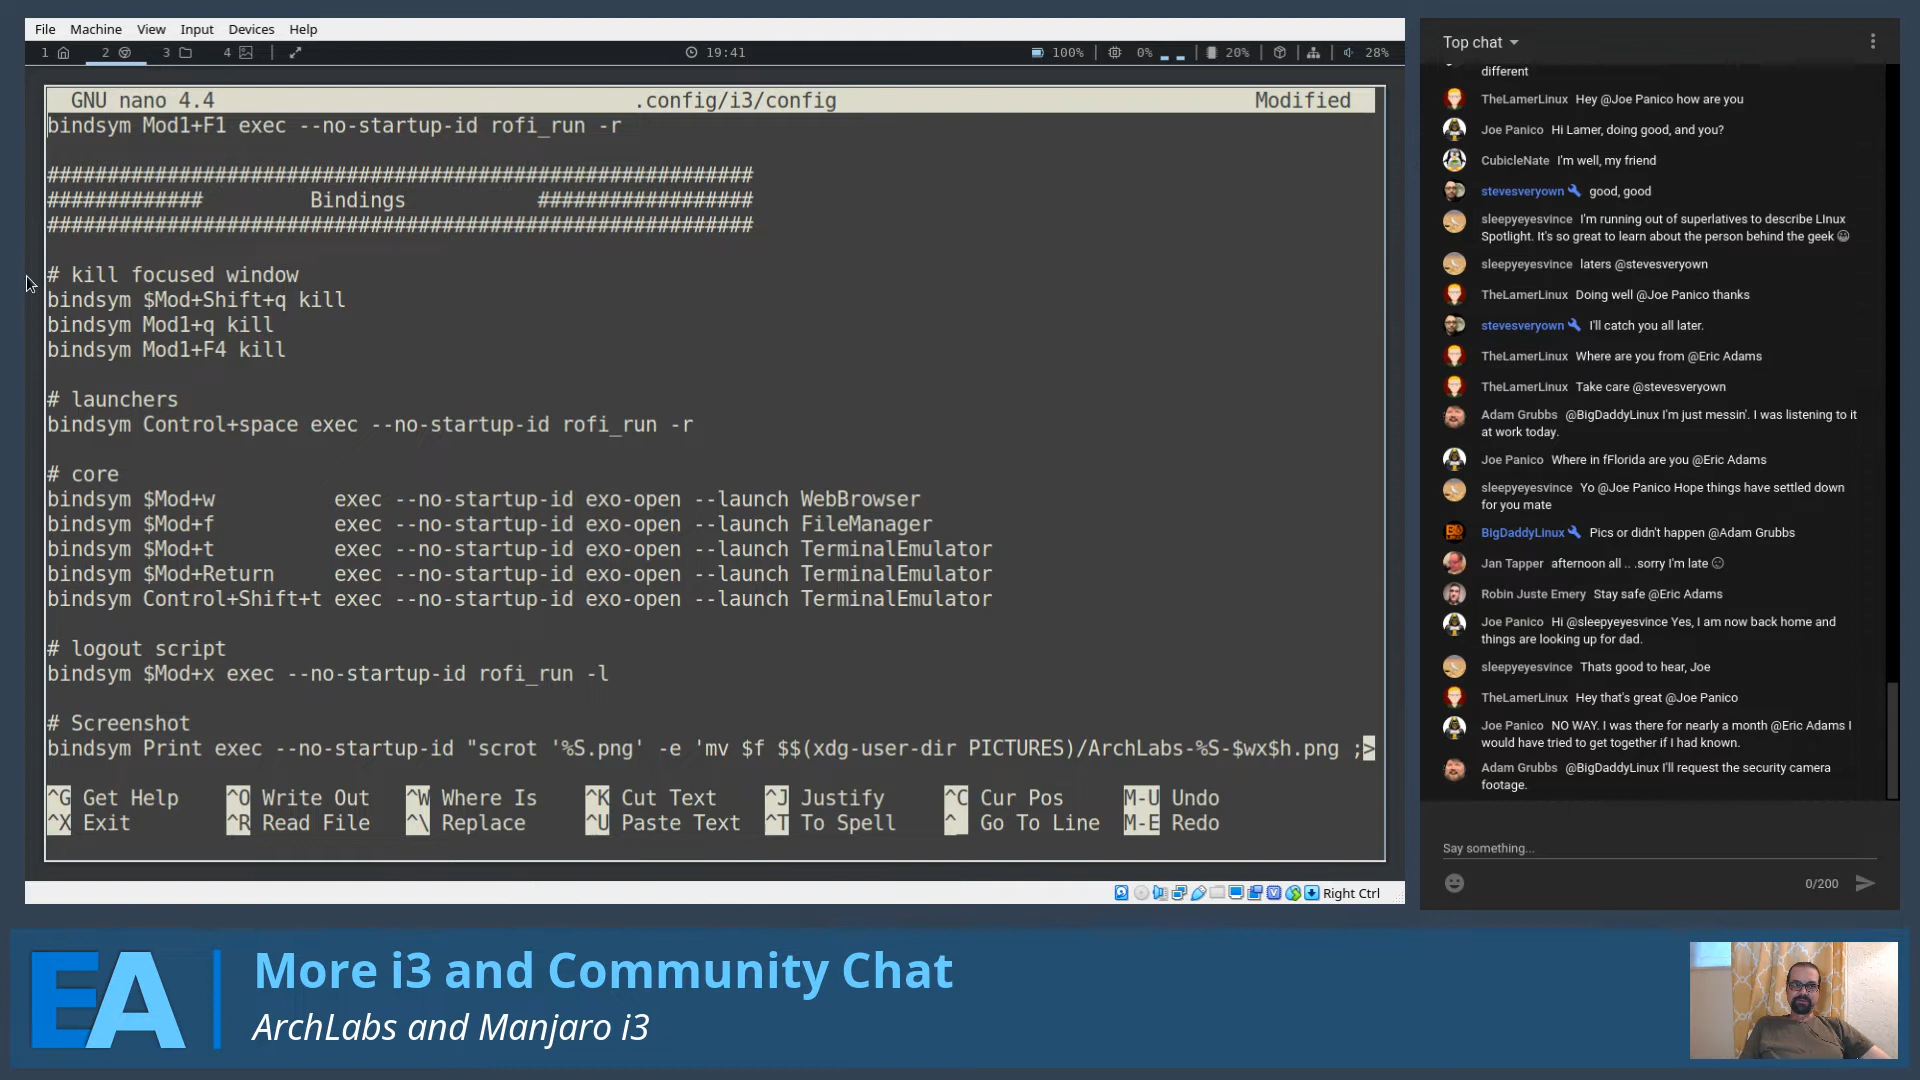 File Machine View Input Devices Help
1 2 3 4 19:41 100% 0% 20% 28%
GNU nano 4.4 .config/i3/config Modified
bindsym Mod1+F1 exec --no-startup-id rofi_run -r
###########################################################
############# Bindings ##################
###########################################################
# kill focused window
bindsym $Mod+Shift+q kill
bindsym Mod1+q kill
bindsym Mod1+F4 kill
# launchers
bindsym Control+space exec --no-startup-id rofi_run -r
# core
bindsym $Mod+w exec --no-startup-id exo-open --launch WebBrowser
bindsym $Mod+f exec --no-startup-id exo-open --launch FileManager
bindsym $Mod+t exec --no-startup-id exo-open --launch TerminalEmulator
bindsym $Mod+Return exec --no-startup-id exo-open --launch TerminalEmulator
bindsym Control+Shift+t exec --no-startup-id exo-open --launch TerminalEmulator
# logout script
bindsym $Mod+x exec --no-startup-id rofi_run -l
# Screenshot
bindsym Print exec --no-startup-id "scrot '%S.png' -e 'mv $f $$(xdg-user-dir PICTURES)/ArchLabs-%S-$wx$h.png ;>
^G Get Help ^O Write Out ^W Where Is ^K Cut Text ^J Justify ^C Cur Pos M-U Undo
^X Exit ^R Read File ^\ Replace ^U Paste Text ^T To Spell ^_ Go To Line M-E Redo
Right Ctrl
Top chat
different
TheLamerLinux Hey @Joe Panico how are you
Joe Panico Hi Lamer, doing good, and you?
CubicleNate I'm well, my friend
stevesveryown good, good
sleepyeyesvince I'm running out of superlatives to describe LInux
Spotlight. It's so great to learn about the person behind the geek 😀
sleepyeyesvince laters @stevesveryown
TheLamerLinux Doing well @Joe Panico thanks
stevesveryown I'll catch you all later.
TheLamerLinux Where are you from @Eric Adams
TheLamerLinux Take care @stevesveryown
Adam Grubbs @BigDaddyLinux I'm just messin'. I was listening to it
at work today.
Joe Panico Where in fFlorida are you @Eric Adams
sleepyeyesvince Yo @Joe Panico Hope things have settled down
for you mate
BigDaddyLinux Pics or didn't happen @Adam Grubbs
Jan Tapper afternoon all .. .sorry I'm late ☹
Robin Juste Emery Stay safe @Eric Adams
Joe Panico Hi @sleepyeyesvince Yes, I am now back home and
things are looking up for dad.
sleepyeyesvince Thats good to hear, Joe
TheLamerLinux Hey that's great @Joe Panico
Joe Panico NO WAY. I was there for nearly a month @Eric Adams I
would have tried to get together if I had known.
Adam Grubbs @BigDaddyLinux I'll request the security camera
footage.
Say something...
0/200
EA
More i3 and Community Chat
ArchLabs and Manjaro i3